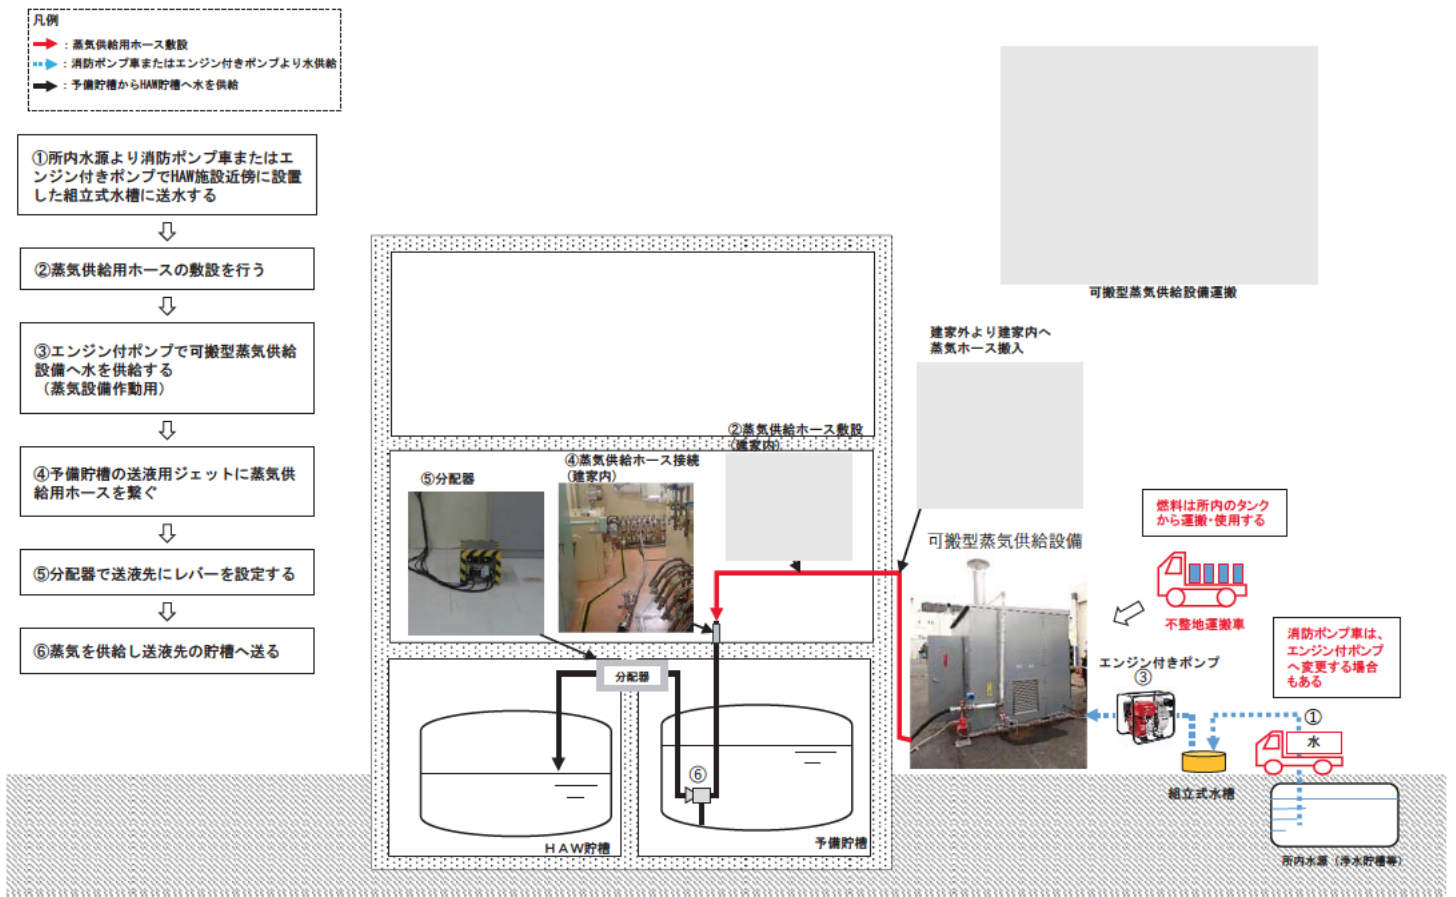 凡例
：蒸気供給用ホース敷設
：消防ポンプ車またはエンジン付きポンプより水供給
：予備貯槽からHAW貯槽へ水を供給
①所内水源より消防ポンプ車またはエ
ンジン付きポンプでHAW施設近傍に設置
した組立式水槽に送水する
②蒸気供給用ホースの敷設を行う
③エンジン付ポンプで可搬型蒸気供給
設備へ水を供給する
（蒸気設備作動用）
④予備貯槽の送液用ジェットに蒸気供
給用ホースを繋ぐ
⑤分配器で送液先にレバーを設定する
⑥蒸気を供給し送液先の貯槽へ送る
可搬型蒸気供給設備運搬
建家外より建家内へ
蒸気ホース搬入
②蒸気供給ホース敷設
(建家内)
④蒸気供給ホース接続
(建家内)
⑤分配器
燃料は所内のタンク
から運搬・使用する
可搬型蒸気供給設備
不整地運搬車
消防ポンプ車は、
エンジン付ポンプ
へ変更する場合
もある
エンジン付きポンプ
③
①
水
分配器
⑥
組立式水槽
HAW貯槽
予備貯槽
所内水源（浄水貯槽等）